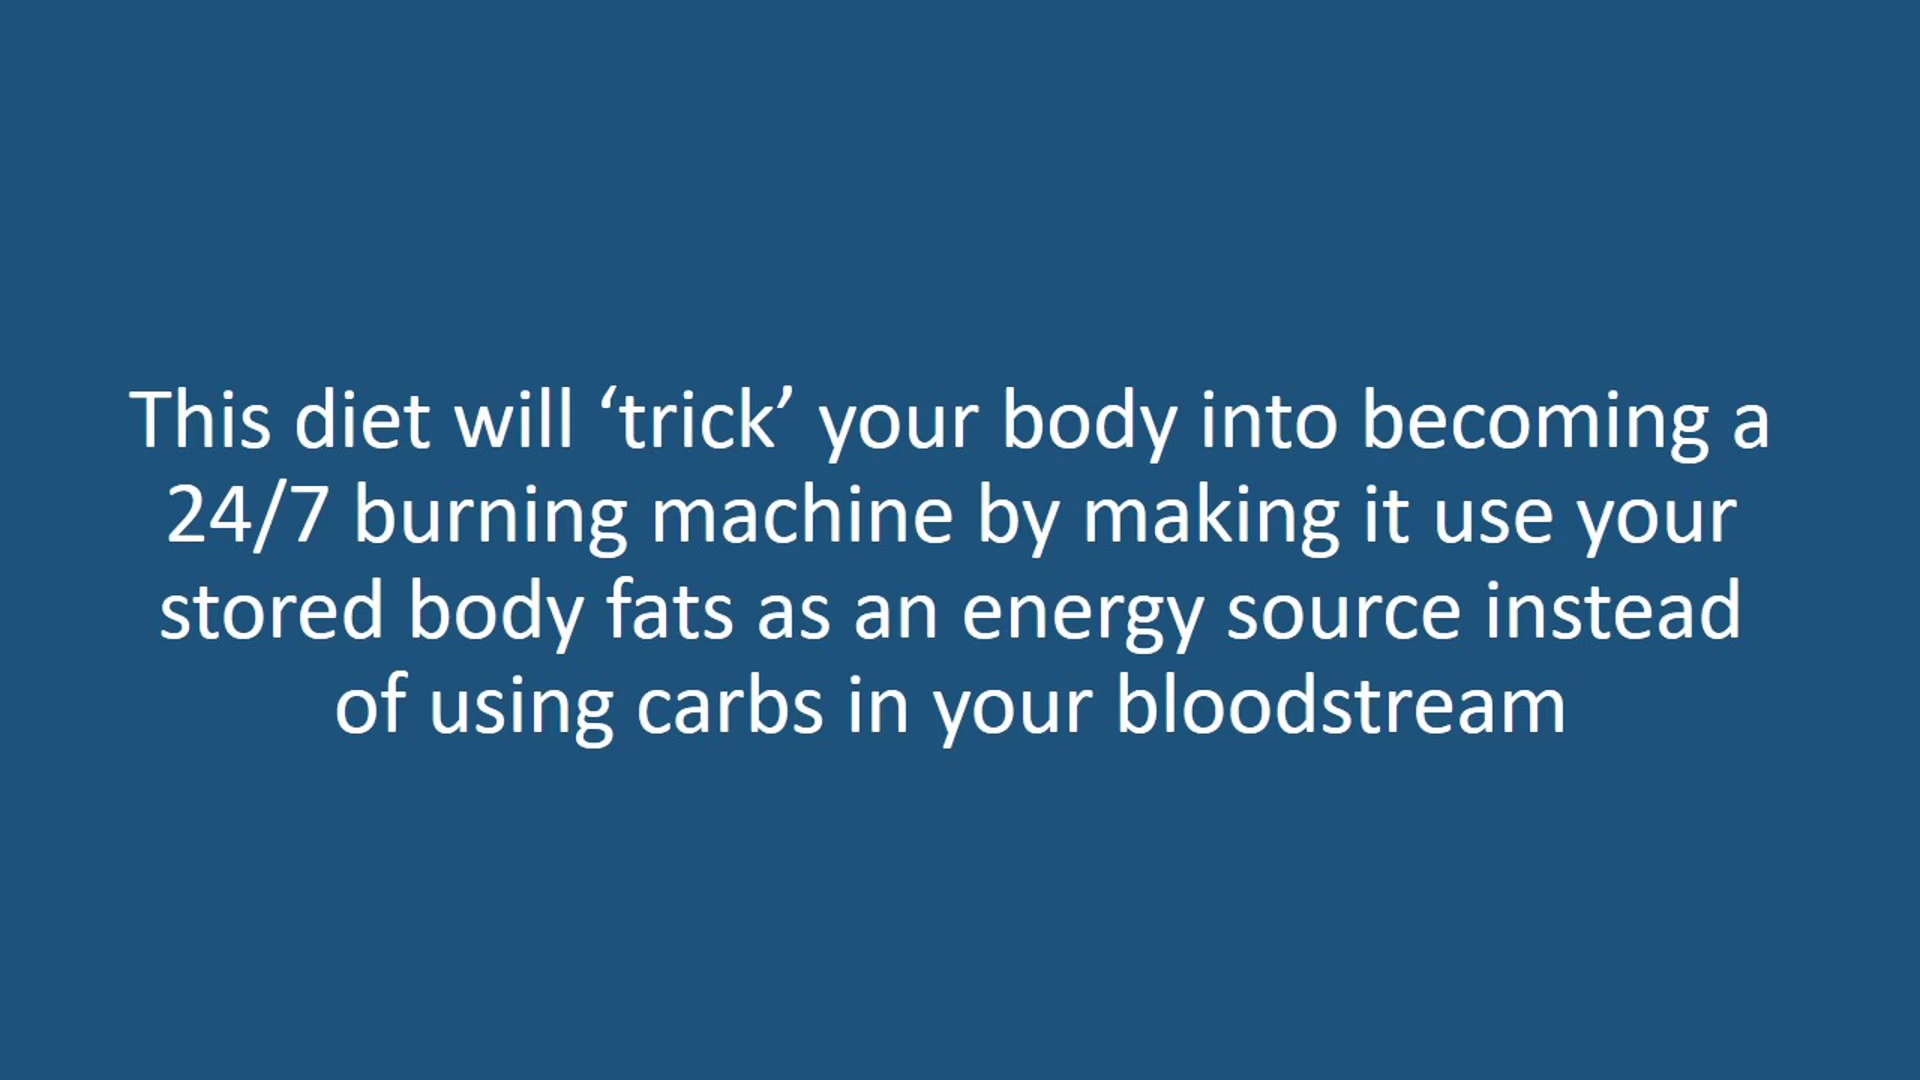 This diet will ‘trick’ your body into becoming a
24/7 burning machine by making it use your
stored body fats as an energy source instead
of using carbs in your bloodstream